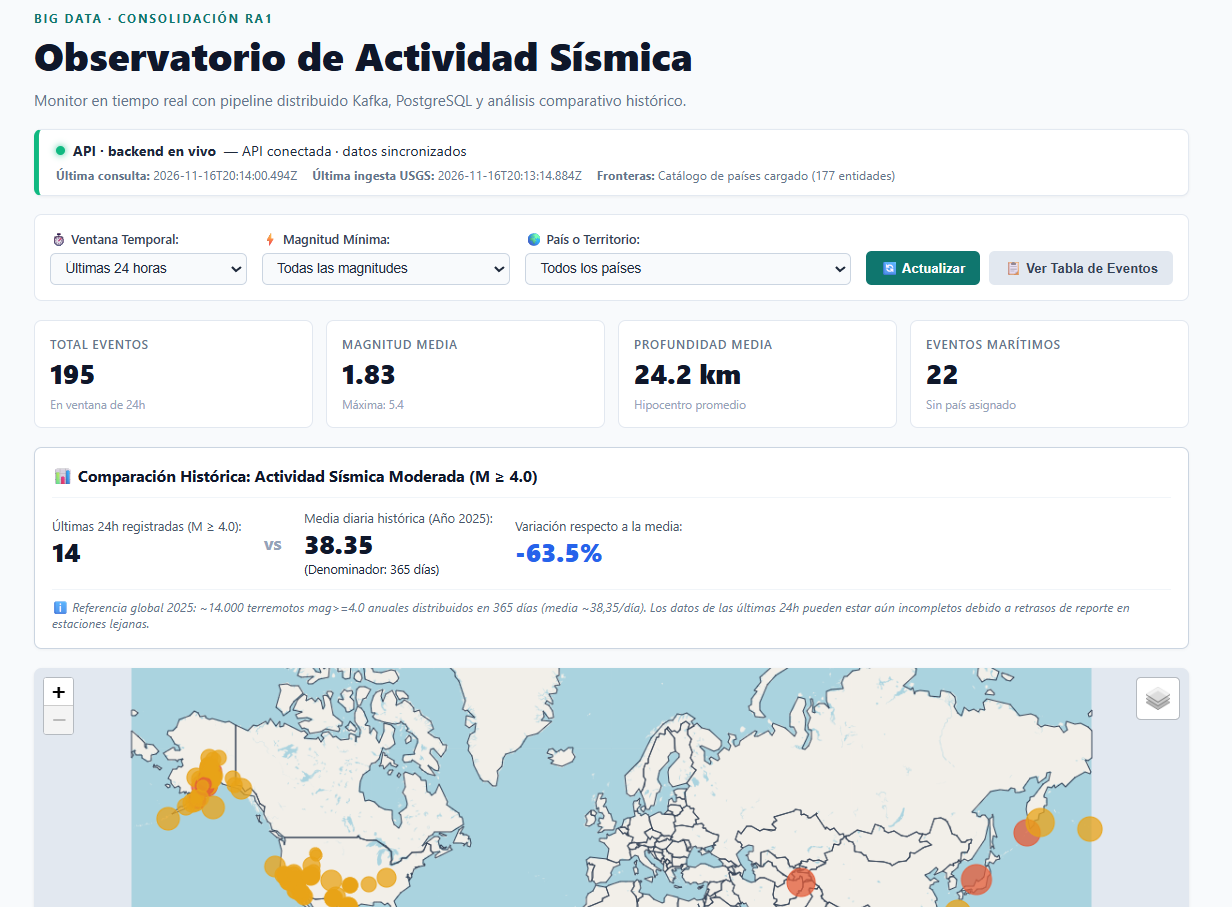 BIG DATA · CONSOLIDACIÓN RA1
Observatorio de Actividad Sísmica
Monitor en tiempo real con pipeline distribuido Kafka, PostgreSQL y análisis comparativo histórico.
API · backend en vivo — API conectada · datos sincronizados
Última consulta: 2026-11-16T20:14:00.494Z Última ingesta USGS: 2026-11-16T20:13:14.884Z Fronteras: Catálogo de países cargado (177 entidades)
Ventana Temporal: Magnitud Mínima: País o Territorio:
Últimas 24 horas Todas las magnitudes Todos los países Actualizar Ver Tabla de Eventos
TOTAL EVENTOS MAGNITUD MEDIA PROFUNDIDAD MEDIA EVENTOS MARÍTIMOS
195 1.83 24.2 km 22
En ventana de 24h Máxima: 5.4 Hipocentro promedio Sin país asignado
Comparación Histórica: Actividad Sísmica Moderada (M ≥ 4.0)
Últimas 24h registradas (M ≥ 4.0):
14
vs
Media diaria histórica (Año 2025):
38.35
(Denominador: 365 días)
Variación respecto a la media:
-63.5%
Referencia global 2025: ~14.000 terremotos mag>=4.0 anuales distribuidos en 365 días (media ~38,35/día). Los datos de las últimas 24h pueden estar aún incompletos debido a retrasos de reporte en
estaciones lejanas.
+
−